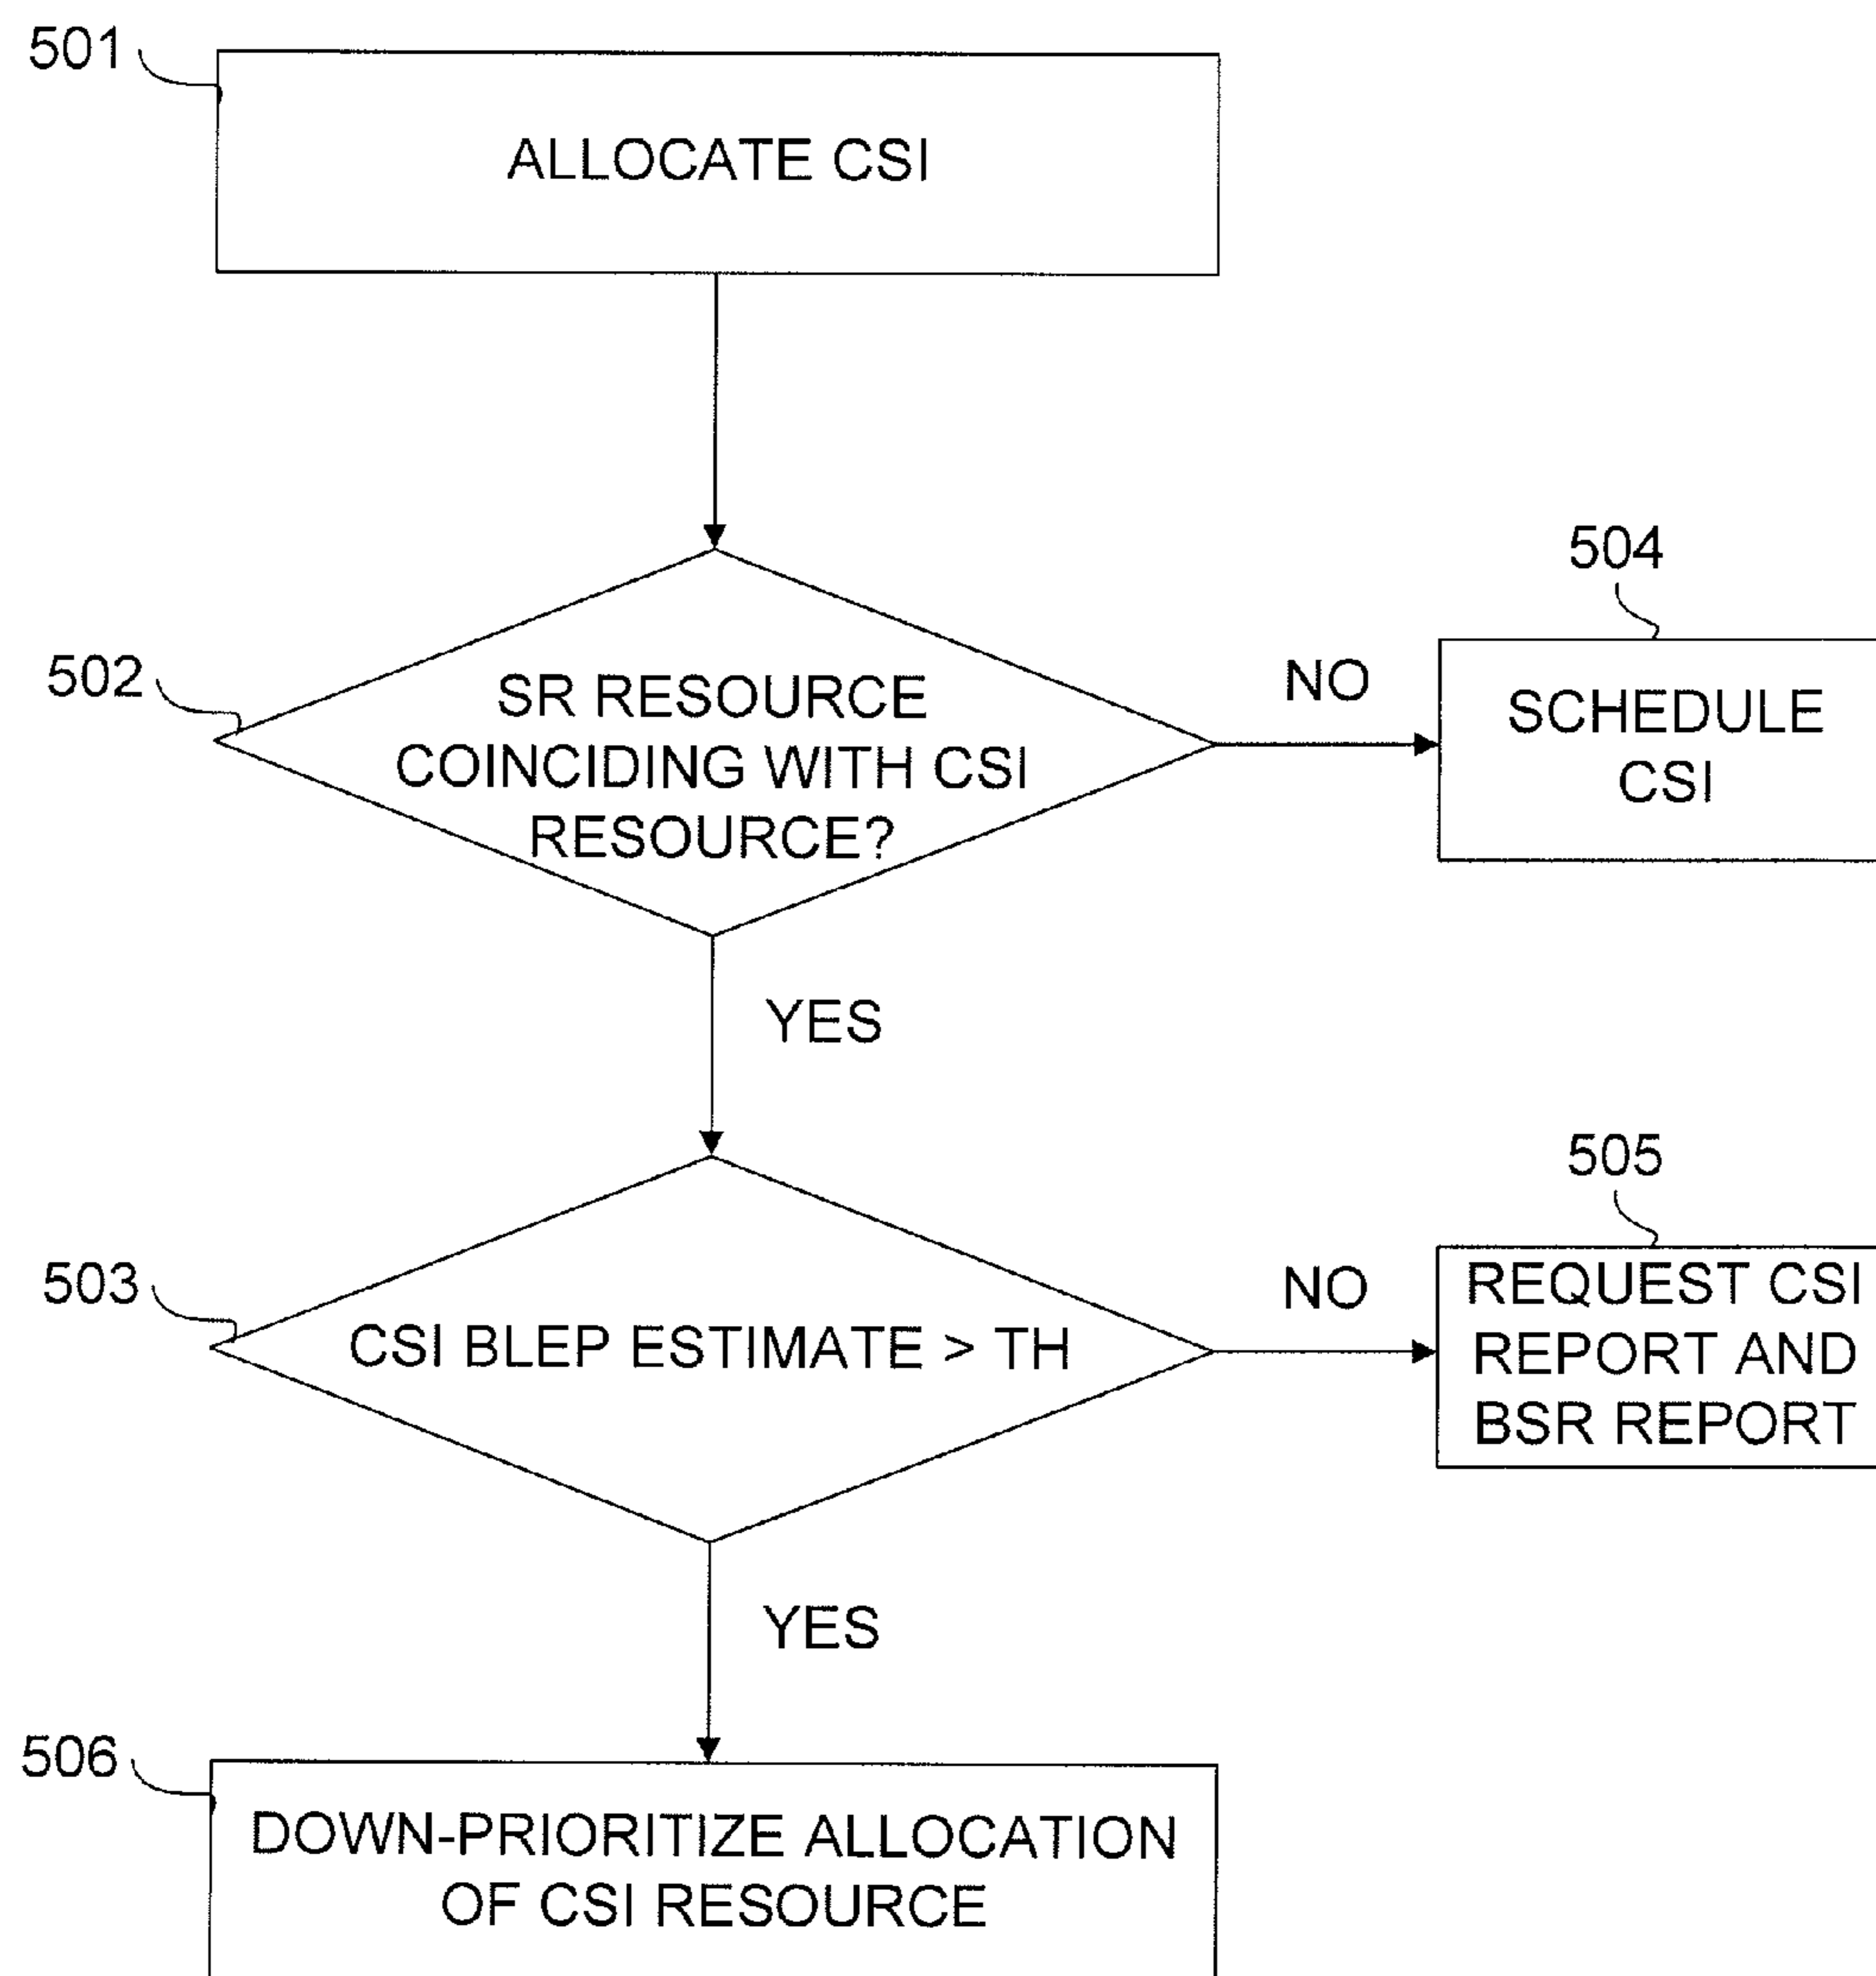 501
ALLOCATE CSI
504
502
SR RESOURCE
COINCIDING WITH CSI
RESOURCE?
NO
SCHEDULE
CSI
YES
505
503
CSI BLEP ESTIMATE > TH
NO
REQUEST CSI
REPORT AND
BSR REPORT
YES
506
DOWN-PRIORITIZE ALLOCATION
OF CSI RESOURCE